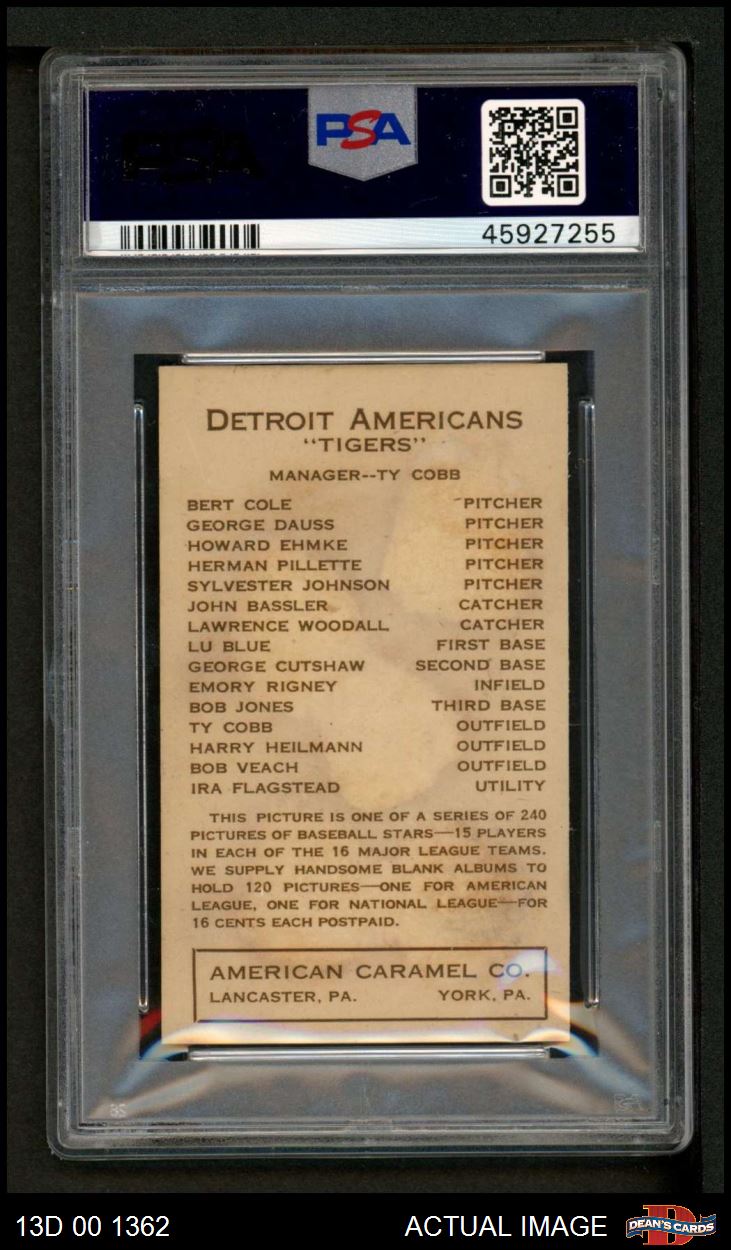 PSA
45927255
DETROIT AMERICANS
"TIGERS"
MANAGER--TY COBB
BERT COLE PITCHER
GEORGE DAUSS PITCHER
HOWARD EHMKE PITCHER
HERMAN PILLETTE PITCHER
SYLVESTER JOHNSON PITCHER
JOHN BASSLER CATCHER
LAWRENCE WOODALL CATCHER
LU BLUE FIRST BASE
GEORGE CUTSHAW SECOND BASE
EMORY RIGNEY INFIELD
BOB JONES THIRD BASE
TY COBB OUTFIELD
HARRY HEILMANN OUTFIELD
BOB VEACH OUTFIELD
IRA FLAGSTEAD UTILITY
THIS PICTURE IS ONE OF A SERIES OF 240
PICTURES OF BASEBALL STARS—15 PLAYERS
IN EACH OF THE 16 MAJOR LEAGUE TEAMS.
WE SUPPLY HANDSOME BLANK ALBUMS TO
HOLD 120 PICTURES—ONE FOR AMERICAN
LEAGUE, ONE FOR NATIONAL LEAGUE—FOR
16 CENTS EACH POSTPAID.
AMERICAN CARAMEL CO.
LANCASTER, PA. YORK, PA.
13D 00 1362 ACTUAL IMAGE DEAN'S CARDS